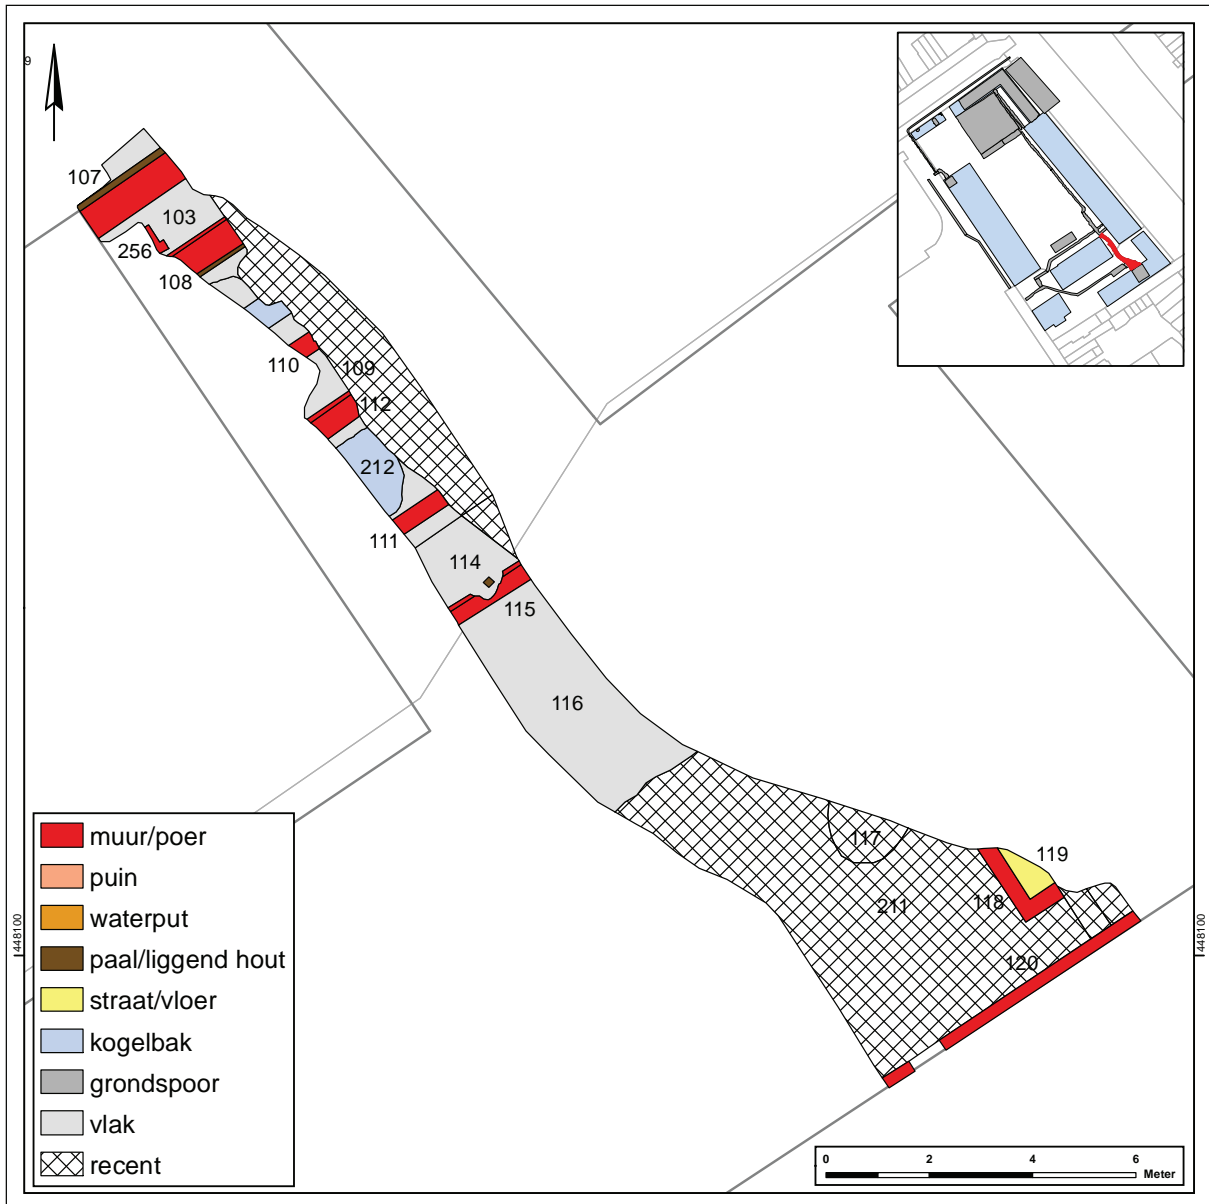 9
107
103
256
108
110
109
112
212
111
114
115
116
117
119
118
211
120
448100
448100
muur/poer
puin
waterput
paal/liggend hout
straat/vloer
kogelbak
grondspoor
vlak
recent
0 2 4 6
Meter